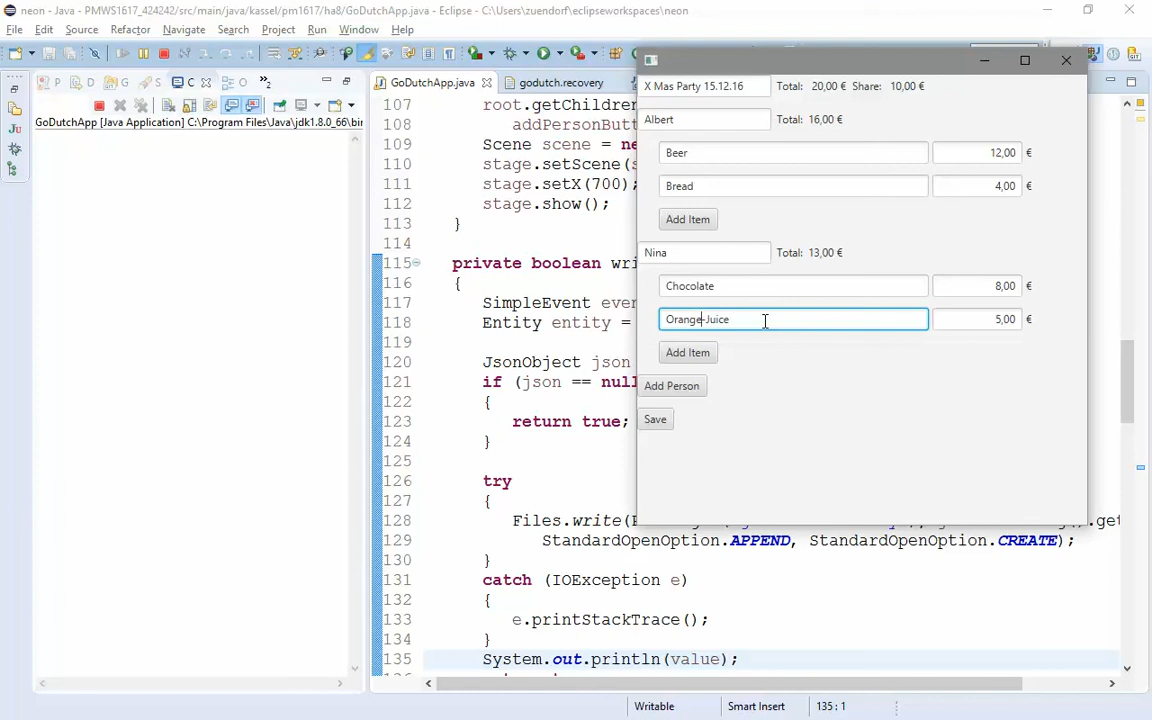 neon - Java - PMWS1617_424242/src/main/java/kassel/pm1617/ha8/GoDutchApp.java - Eclipse - C:\Users\zuendorf\eclipseworkspaces\neon
File Edit Source Refactor Navigate Search Project Run Window Help
P D G S C O »2
GoDutchApp.java godutch.recovery
GoDutchApp [Java Application] C:\Program Files\Java\jdk1.8.0_66\bin
107 root.getChildren
108 addPersonButt
109 Scene scene = ne
110 stage.setScene(s
111 stage.setX(700);
112 stage.show();
113 }
114
115 private boolean wri
116 {
117 SimpleEvent ever
118 Entity entity =
119
120 JsonObject json
121 if (json == null
122 {
123 return true;
124 }
125
126 try
127 {
128 Files.write( .get
129 StandardOpenOption.APPEND, StandardOpenOption.CREATE);
130 }
131 catch (IOException e)
132 {
133 e.printStackTrace();
134 }
135 System.out.println(value);
X Mas Party 15.12.16 Total: 20,00 € Share: 10,00 €
Albert Total: 16,00 €
Beer 12,00 €
Bread 4,00 €
Add Item
Nina Total: 13,00 €
Chocolate 8,00 €
Orange-Juice 5,00 €
Add Item
Add Person
Save
Writable Smart Insert 135 : 1